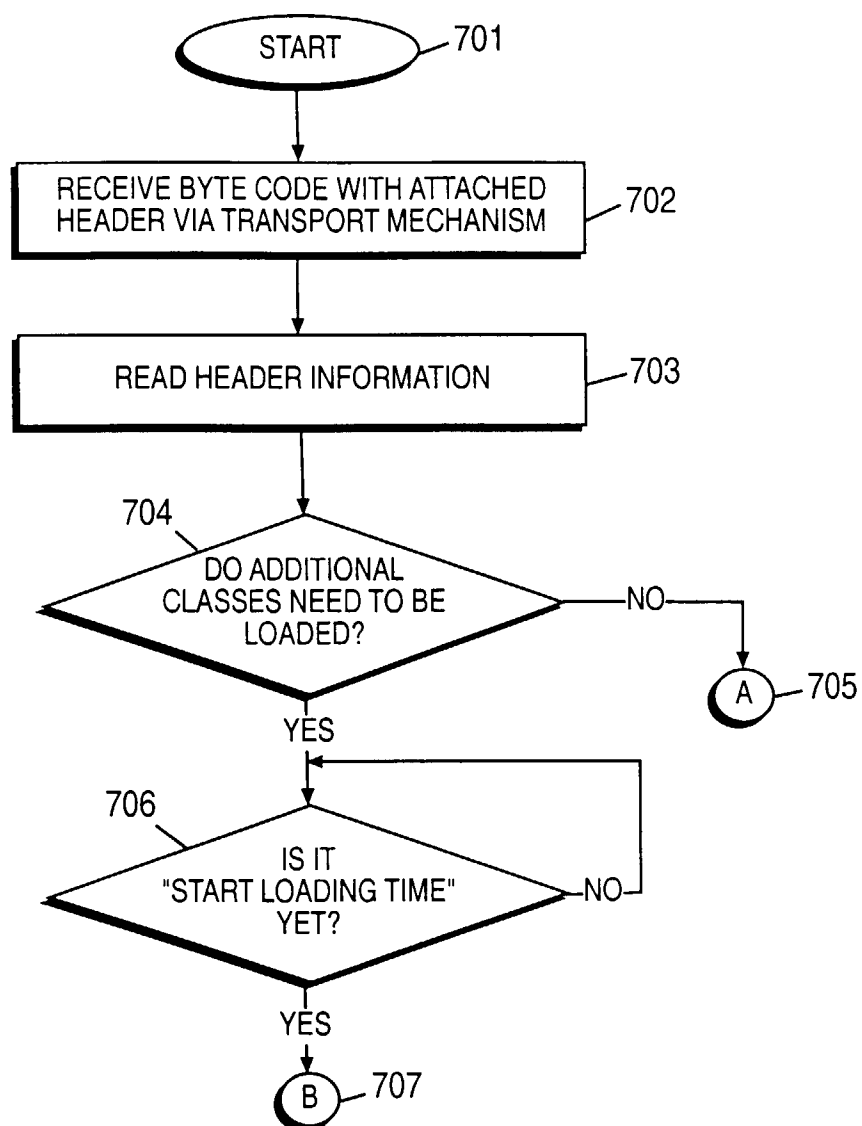 START
701
RECEIVE BYTE CODE WITH ATTACHED
HEADER VIA TRANSPORT MECHANISM
702
READ HEADER INFORMATION
703
704
DO ADDITIONAL
CLASSES NEED TO BE
LOADED?
NO
A
705
YES
706
IS IT
"START LOADING TIME"
YET?
NO
YES
B
707